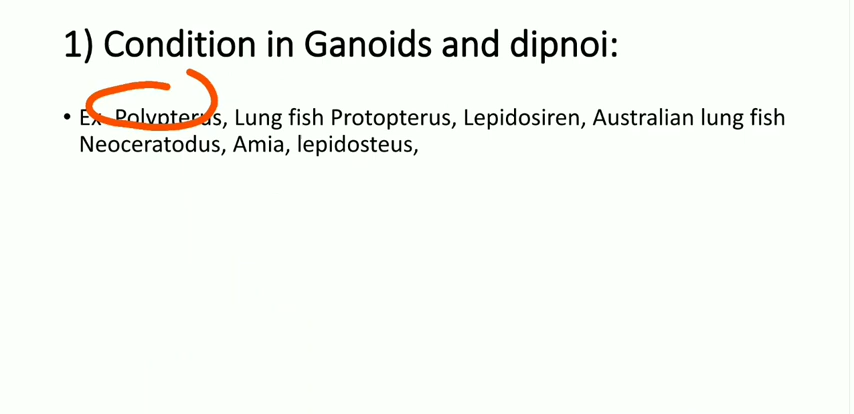 1) Condition in Ganoids and dipnoi:
• Ex- Polypterus, Lung fish Protopterus, Lepidosiren, Australian lung fish
Neoceratodus, Amia, lepidosteus,